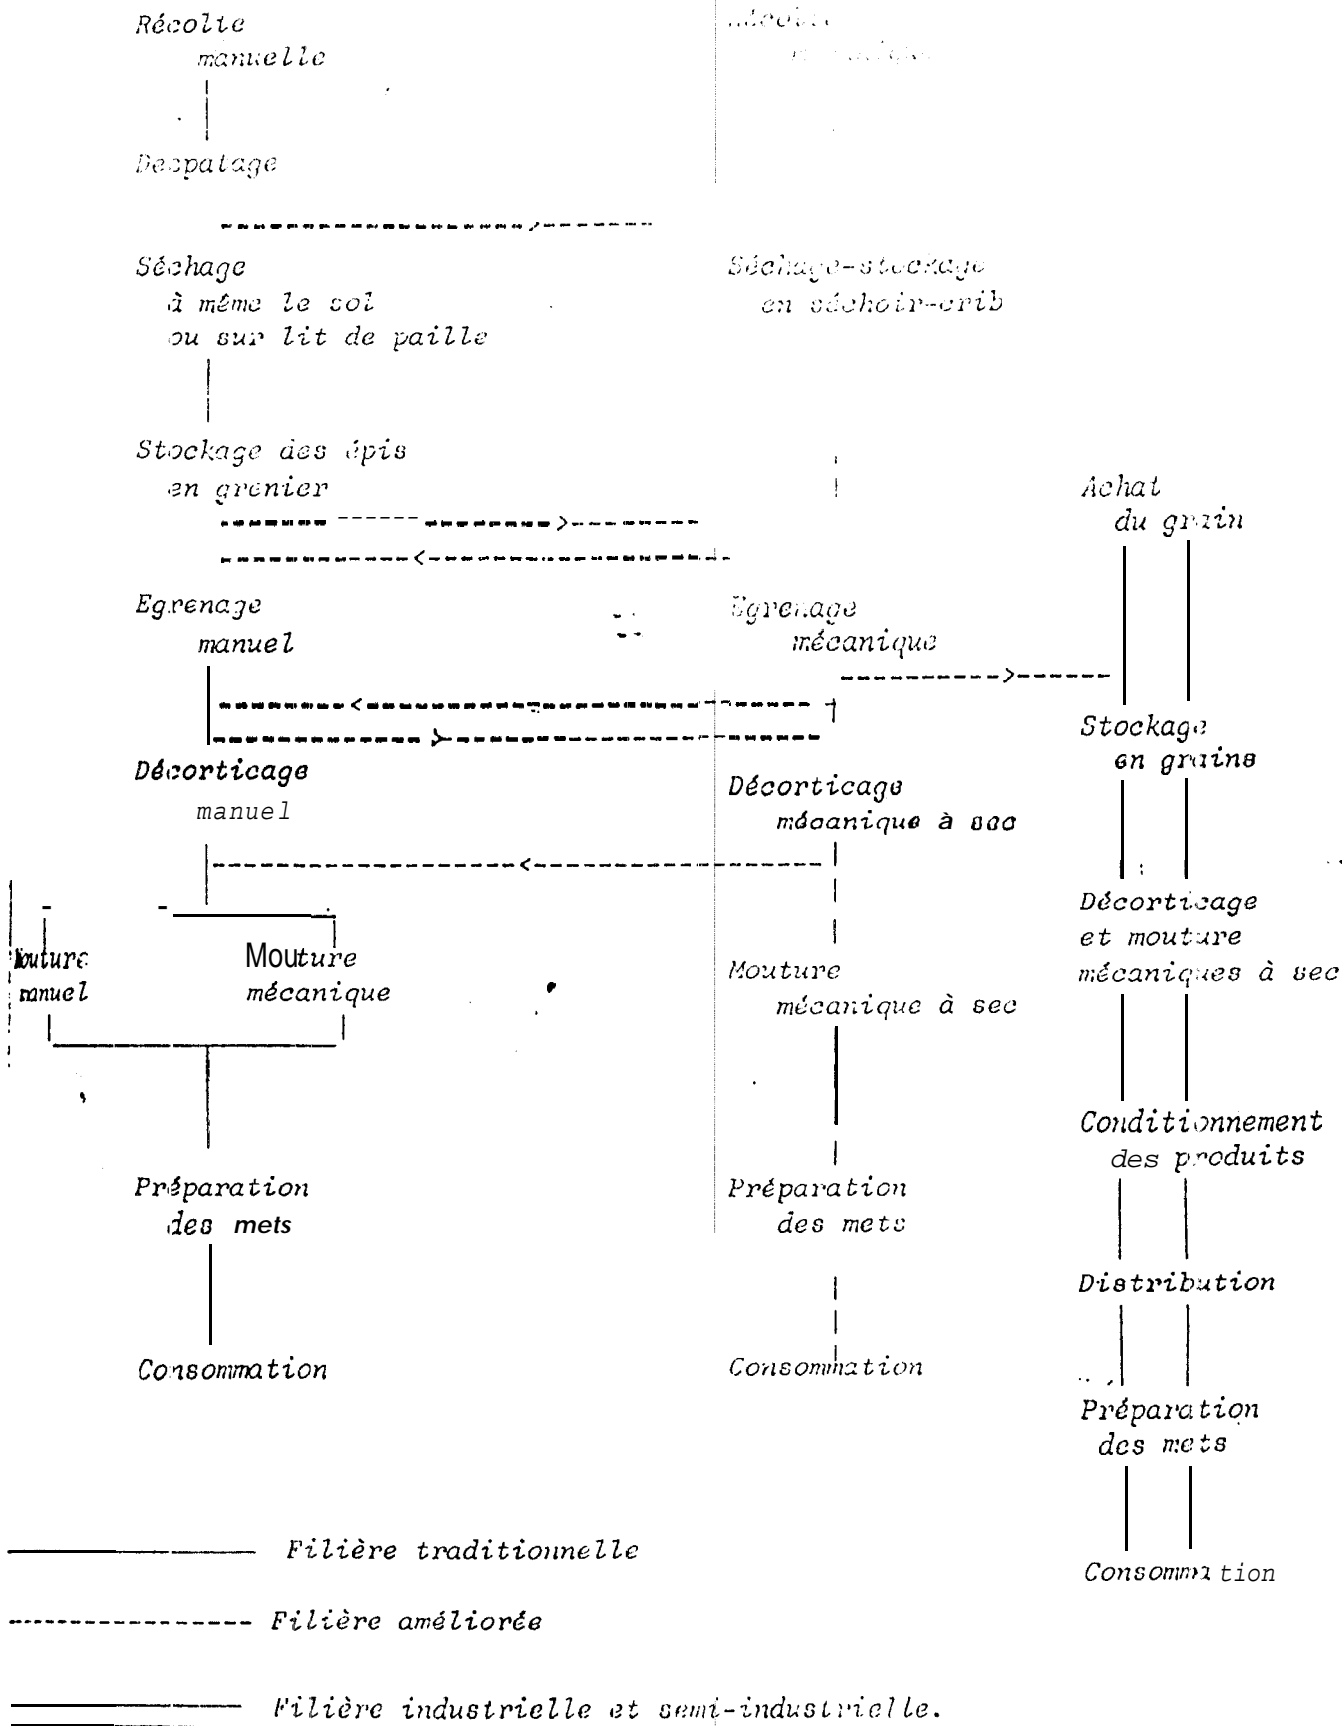 Récolte
manuelle
Despatage
Séchage
à même le sol
ou sur lit de paille
Stockage des épis
en grenier
Egrenage
manuel
Décorticage
manuel
Mouture
manuel
Mouture
mécanique
Préparation
des mets
Consommation
Séchage-stockage
en séchoir-crib
Egrenage
mécanique
Décorticage
mécanique à sec
Mouture
mécanique à sec
Préparation
des mets
Consommation
Achat
du grain
Stockage
en grains
Décorticage
et mouture
mécaniques à sec
Conditionnement
des produits
Distribution
Préparation
des mets
Consommation
Filière traditionnelle
Filière améliorée
Filière industrielle et semi-industrielle.